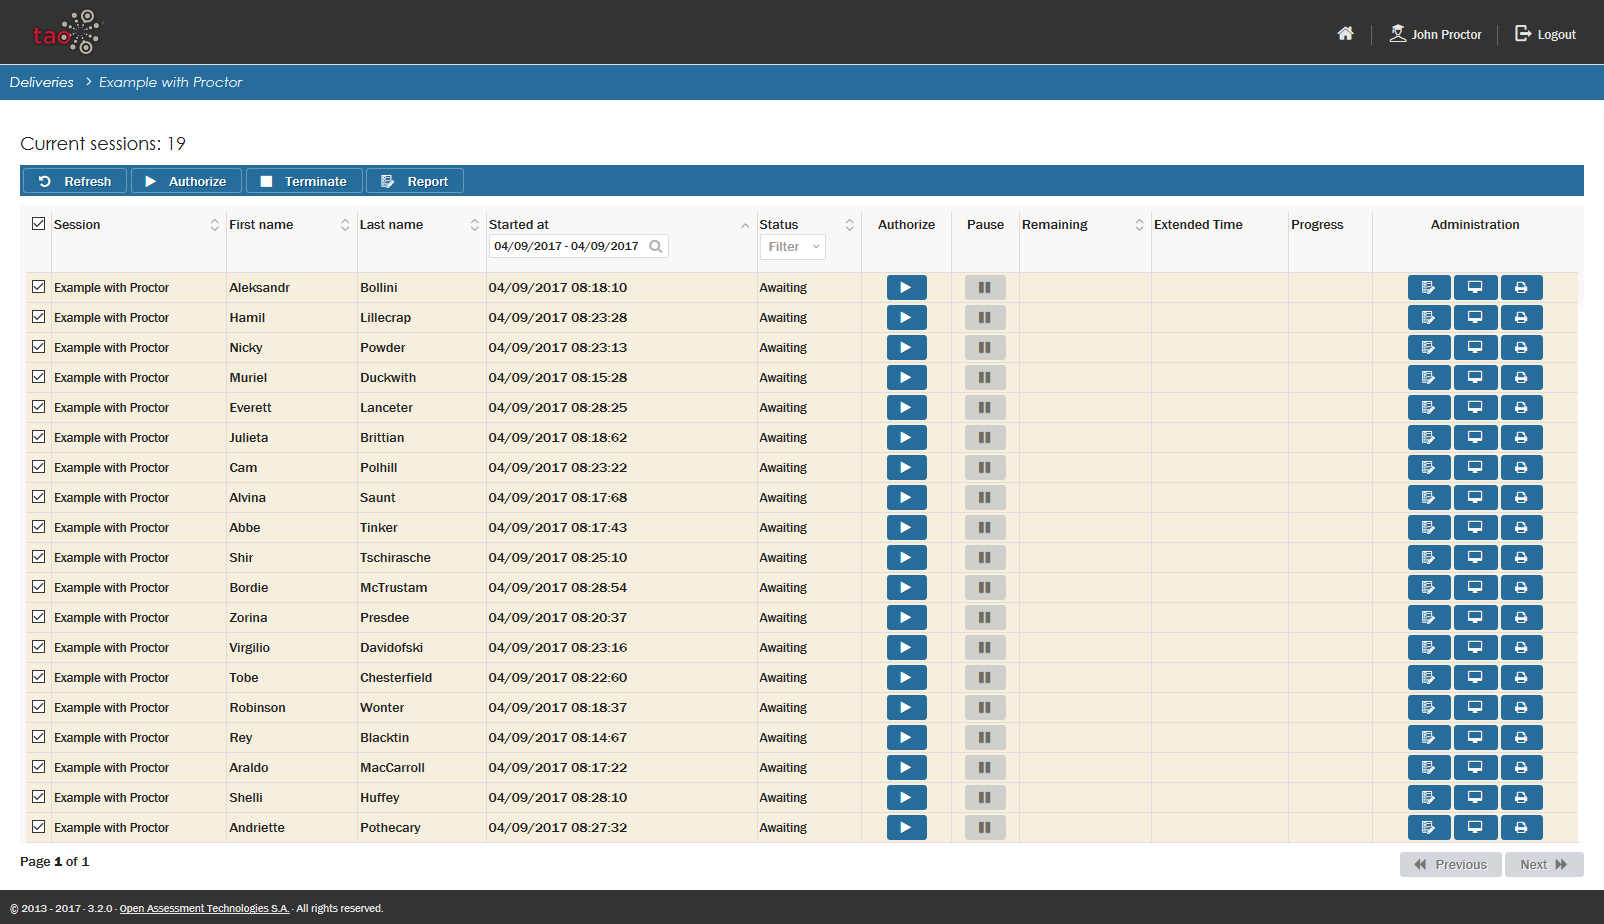 tao
John Proctor
Logout
Deliveries > Example with Proctor
Current sessions: 19
Refresh Authorize Terminate Report
Session First name Last name Started at Status Authorize Pause Remaining Extended Time Progress Administration
04/09/2017 - 04/09/2017 Filter
Example with Proctor Aleksandr Bollini 04/09/2017 08:18:10 Awaiting
Example with Proctor Hamil Lillecrap 04/09/2017 08:23:28 Awaiting
Example with Proctor Nicky Powder 04/09/2017 08:23:13 Awaiting
Example with Proctor Muriel Duckwith 04/09/2017 08:15:28 Awaiting
Example with Proctor Everett Lanceter 04/09/2017 08:28:25 Awaiting
Example with Proctor Julieta Brittian 04/09/2017 08:18:62 Awaiting
Example with Proctor Cam Polhill 04/09/2017 08:23:22 Awaiting
Example with Proctor Alvina Saunt 04/09/2017 08:17:68 Awaiting
Example with Proctor Abbe Tinker 04/09/2017 08:17:43 Awaiting
Example with Proctor Shir Tschirasche 04/09/2017 08:25:10 Awaiting
Example with Proctor Bordie McTrustam 04/09/2017 08:28:54 Awaiting
Example with Proctor Zorina Presdee 04/09/2017 08:20:37 Awaiting
Example with Proctor Virgilio Davidofski 04/09/2017 08:23:16 Awaiting
Example with Proctor Tobe Chesterfield 04/09/2017 08:22:60 Awaiting
Example with Proctor Robinson Wonter 04/09/2017 08:18:37 Awaiting
Example with Proctor Rey Blacktin 04/09/2017 08:14:67 Awaiting
Example with Proctor Araldo MacCarroll 04/09/2017 08:17:22 Awaiting
Example with Proctor Shelli Huffey 04/09/2017 08:28:10 Awaiting
Example with Proctor Andriette Pothecary 04/09/2017 08:27:32 Awaiting
Page 1 of 1
Previous Next
© 2013 - 2017 · 3.2.0 · Open Assessment Technologies S.A. · All rights reserved.